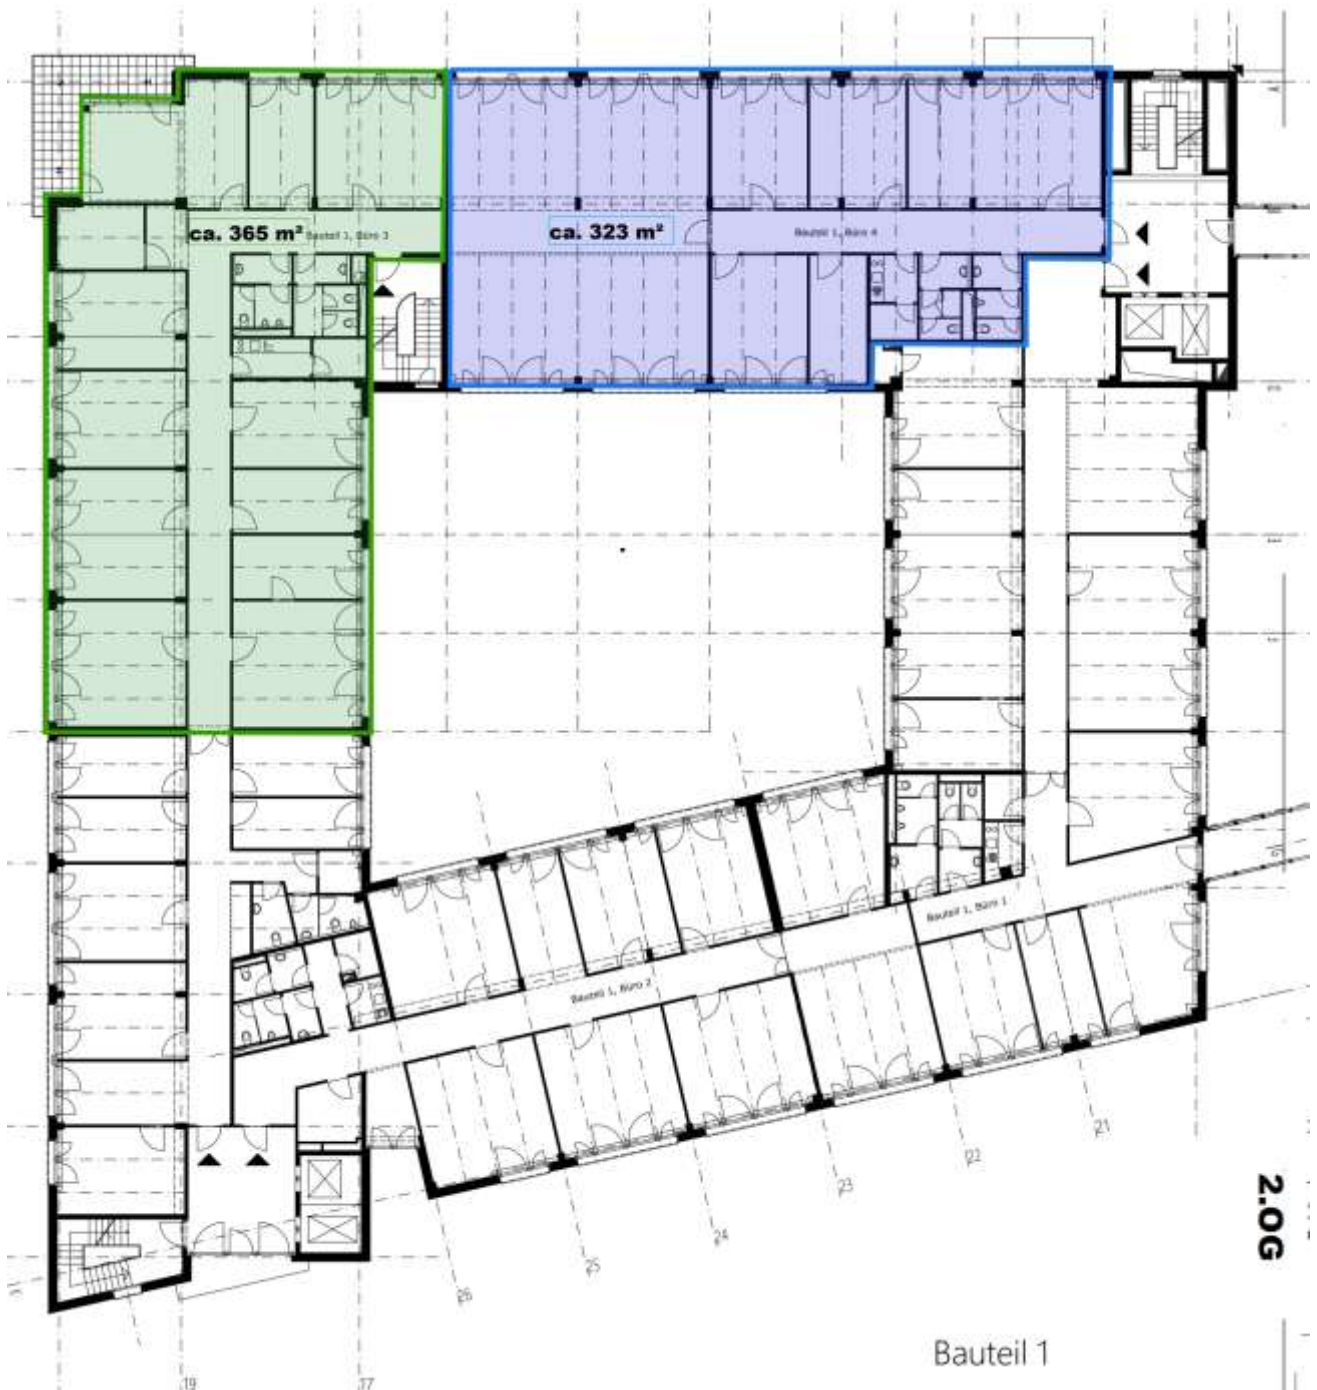 ca. 365 m²
Bauteil 1, Büro 3
ca. 323 m²
Bauteil 1, Büro 4
Bauteil 1, Büro 1
Bauteil 1, Büro 2
21
22
23
24
25
26
2.OG
Bauteil 1
19
17